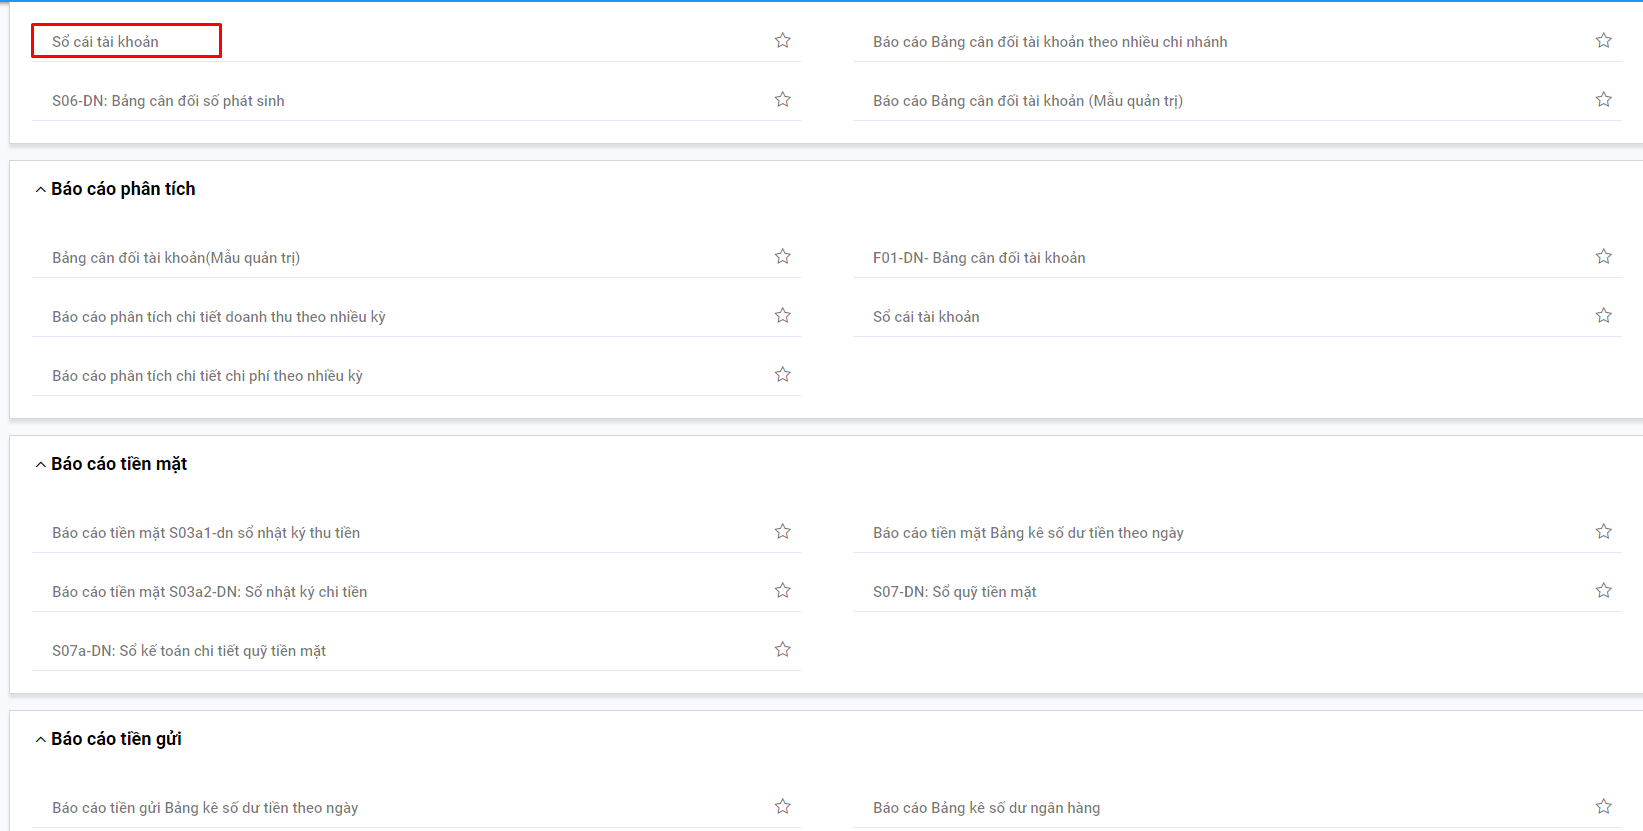 Sổ cái tài khoản
Báo cáo Bảng cân đối tài khoản theo nhiều chi nhánh
S06-DN: Bảng cân đối số phát sinh
Báo cáo Bảng cân đối tài khoản (Mẫu quản trị)
Báo cáo phân tích
Bảng cân đối tài khoản(Mẫu quản trị)
F01-DN- Bảng cân đối tài khoản
Báo cáo phân tích chi tiết doanh thu theo nhiều kỳ
Sổ cái tài khoản
Báo cáo phân tích chi tiết chi phí theo nhiều kỳ
Báo cáo tiền mặt
Báo cáo tiền mặt S03a1-dn sổ nhật ký thu tiền
Báo cáo tiền mặt Bảng kê số dư tiền theo ngày
Báo cáo tiền mặt S03a2-DN: Sổ nhật ký chi tiền
S07-DN: Sổ quỹ tiền mặt
S07a-DN: Sổ kế toán chi tiết quỹ tiền mặt
Báo cáo tiền gửi
Báo cáo tiền gửi Bảng kê số dư tiền theo ngày
Báo cáo Bảng kê số dư ngân hàng